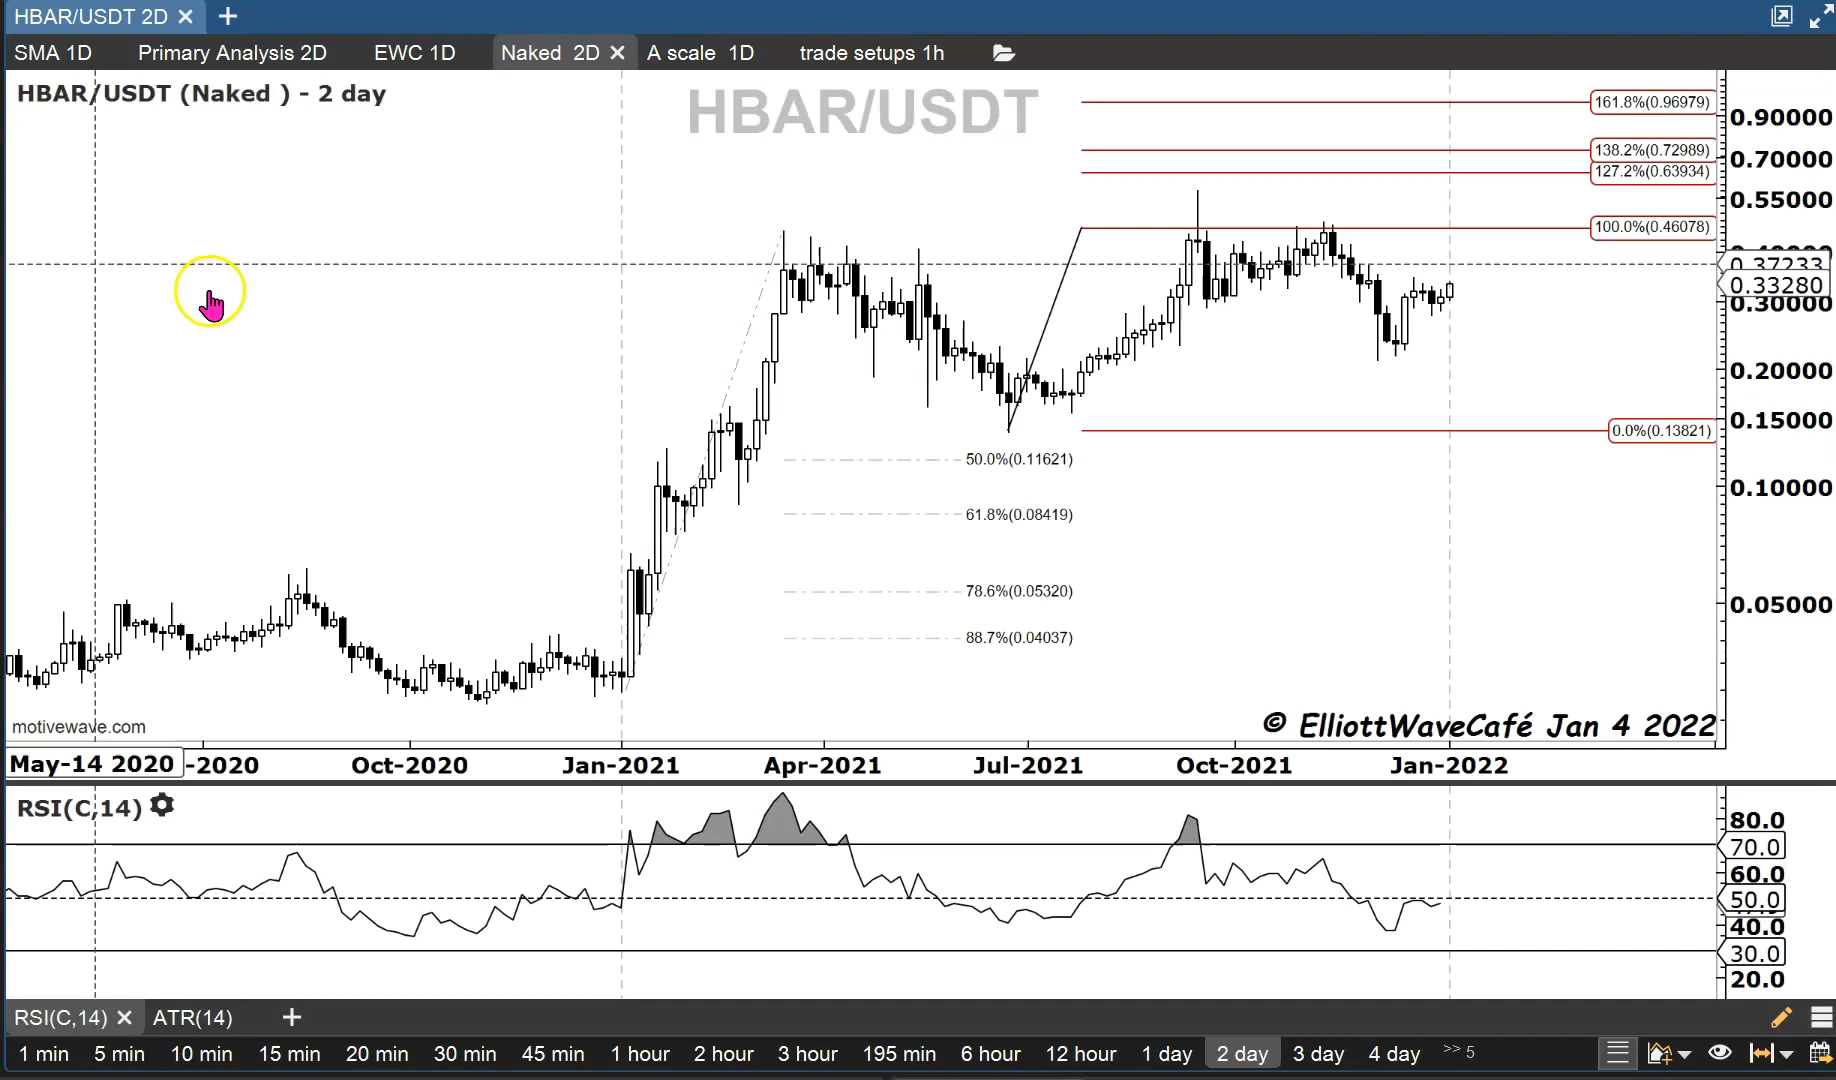 HBAR/USDT 2D
SMA 1D Primary Analysis 2D EWC 1D Naked 2D A scale 1D trade setups 1h
HBAR/USDT (Naked ) - 2 day
HBAR/USDT
161.8%(0.96979)
0.90000
138.2%(0.72989)
0.70000
127.2%(0.63934)
0.55000
100.0%(0.46078)
0.37233
0.33280
0.30000
0.20000
0.15000
0.0%(0.13821)
50.0%(0.11621)
0.10000
61.8%(0.08419)
78.6%(0.05320)
0.05000
88.7%(0.04037)
motivewave.com
© ElliottWaveCafé Jan 4 2022
May-14 2020 -2020 Oct-2020 Jan-2021 Apr-2021 Jul-2021 Oct-2021 Jan-2022
RSI(C,14)
80.0
70.0
60.0
50.0
40.0
30.0
20.0
RSI(C,14) ATR(14)
1 min 5 min 10 min 15 min 20 min 30 min 45 min 1 hour 2 hour 3 hour 195 min 6 hour 12 hour 1 day 2 day 3 day 4 day >> 5